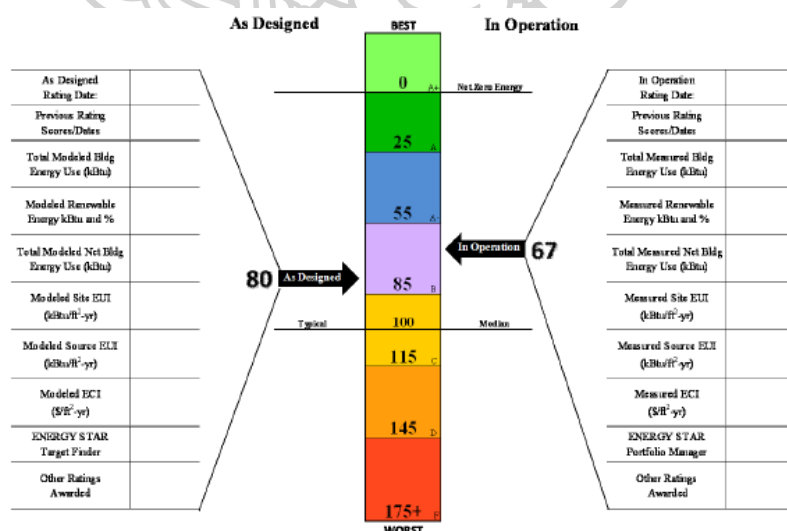 As Designed
BEST
In Operation
As Designed
Rating Date:
Previous Rating
Scores/Dates
Total Modeled Bldg
Energy Use (kBtu)
Modeled Renewable
Energy kBtu and %
Total Modeled Net Bldg
Energy Use (kBtu)
Modeled Site EUI
(kBtu/ft²-yr)
Modeled Source EUI
(kBtu/ft²-yr)
Modeled ECI
($/ft²-yr)
ENERGY STAR
Target Finder
Other Ratings
Awarded
80
As Designed
Typical
0 A+
25 A
55 A-
85 B
100
115 C
145 D
175+ F
WORST
Net Zero Energy
In Operation
67
Median
In Operation
Rating Date:
Previous Rating
Scores/Dates
Total Measured Bldg
Energy Use (kBtu)
Measured Renewable
Energy kBtu and %
Total Measured Net Bldg
Energy Use (kBtu)
Measured Site EUI
(kBtu/ft²-yr)
Measured Source EUI
(kBtu/ft²-yr)
Measured ECI
($/ft²-yr)
ENERGY STAR
Portfolio Manager
Other Ratings
Awarded